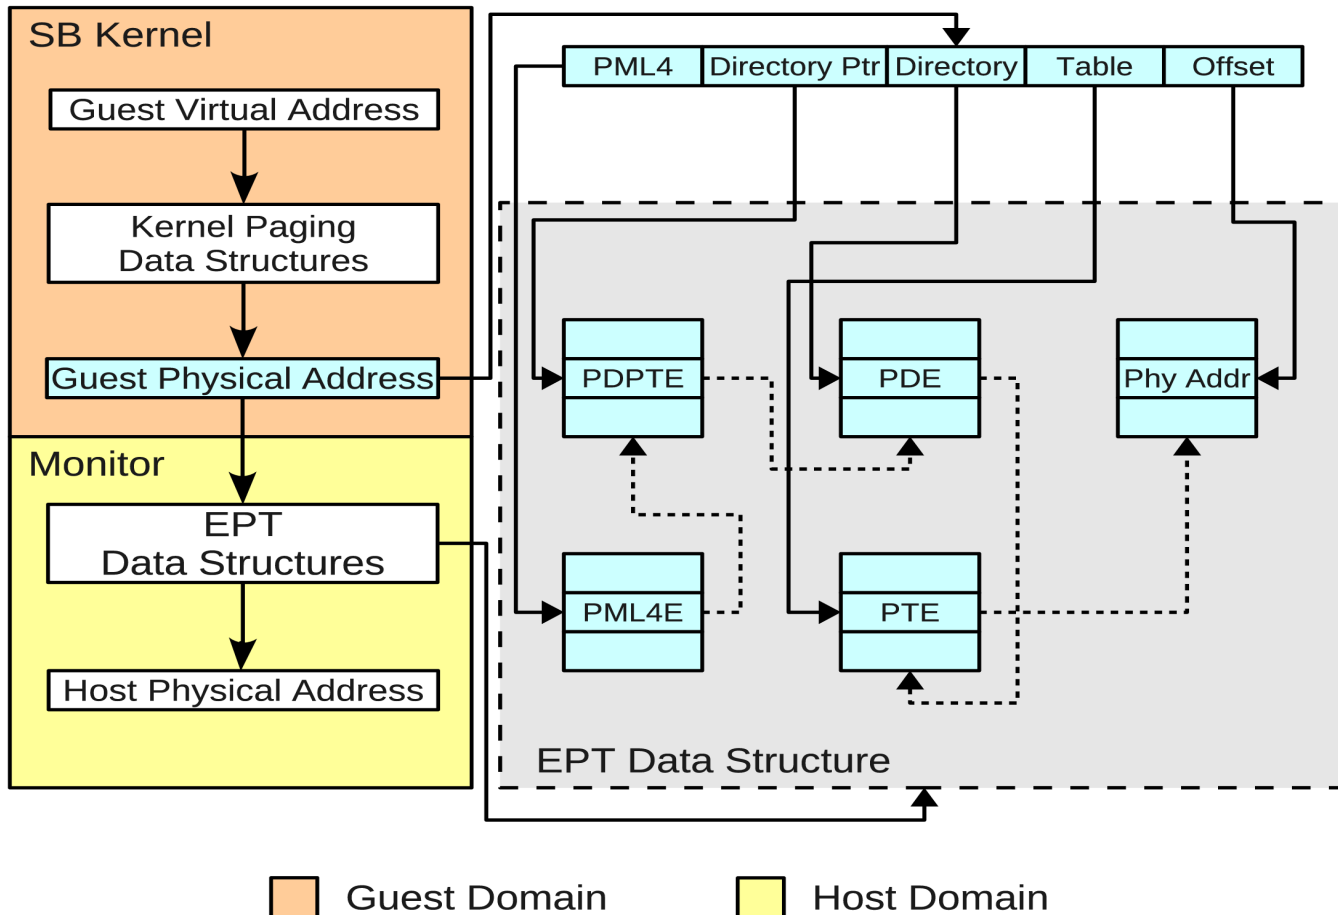 SB Kernel
Guest Virtual Address
Kernel Paging
Data Structures
Guest Physical Address
Monitor
EPT
Data Structures
Host Physical Address
PML4 Directory Ptr Directory Table Offset
PDPTE PDE Phy Addr
PML4E PTE
EPT Data Structure
Guest Domain Host Domain